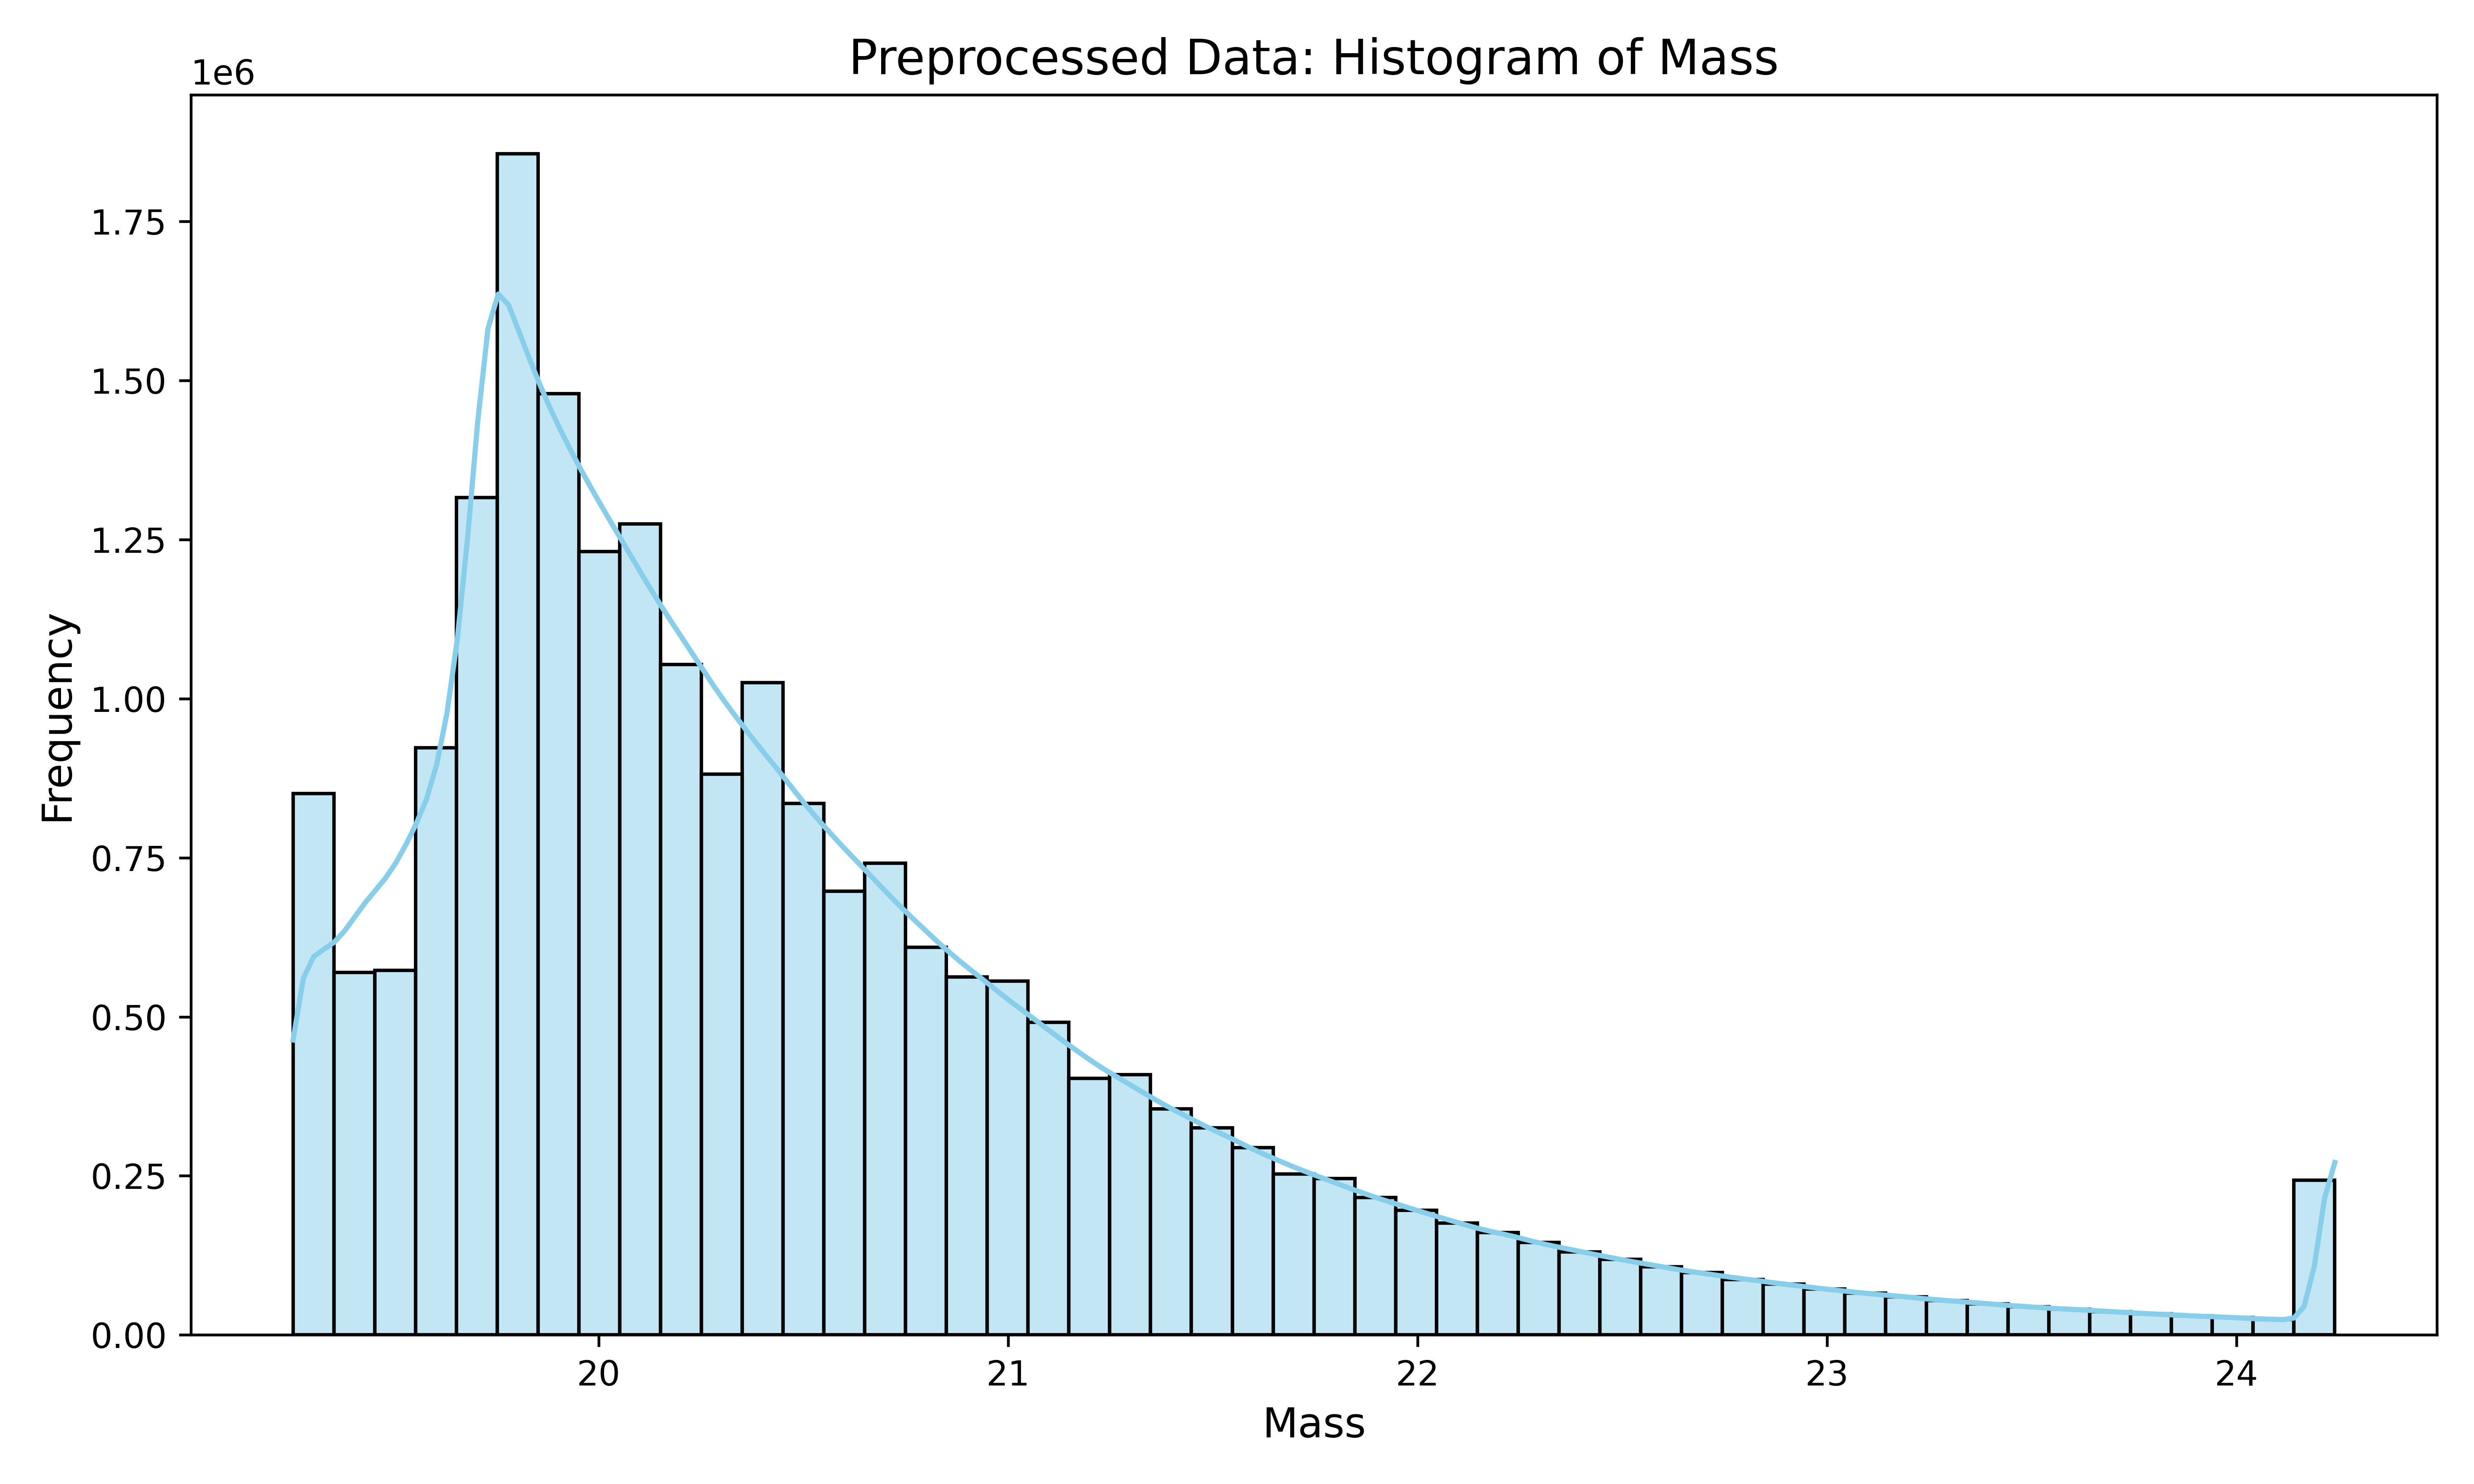 Preprocessed Data: Histogram of Mass
1e6
1.75
1.50
1.25
1.00
0.75
0.50
0.25
0.00
Frequency
20 21 22 23 24
Mass